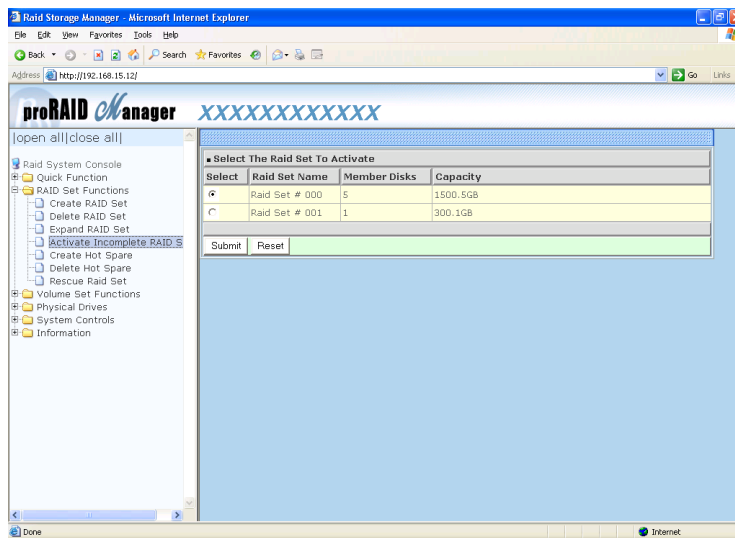 Raid Storage Manager - Microsoft Internet Explorer
File Edit View Favorites Tools Help
Back Search Favorites
Address http://192.168.15.12/ Go Links
proRAID Manager XXXXXXXXXXXX
|open all|close all|
Raid System Console
Quick Function
RAID Set Functions
Create RAID Set
Delete RAID Set
Expand RAID Set
Activate Incomplete RAID S
Create Hot Spare
Delete Hot Spare
Rescue Raid Set
Volume Set Functions
Physical Drives
System Controls
Information
Select The Raid Set To Activate
Select Raid Set Name Member Disks Capacity
Raid Set # 000 5 1500.5GB
Raid Set # 001 1 300.1GB
Submit Reset
Done Internet